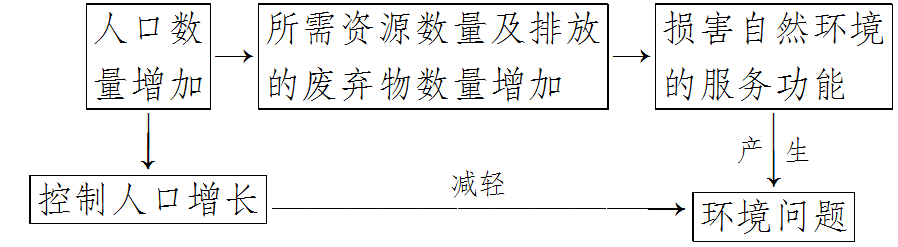 人口数
量增加
所需资源数量及排放
的废弃物数量增加
损害自然环境
的服务功能
产生
控制人口增长
减轻
环境问题